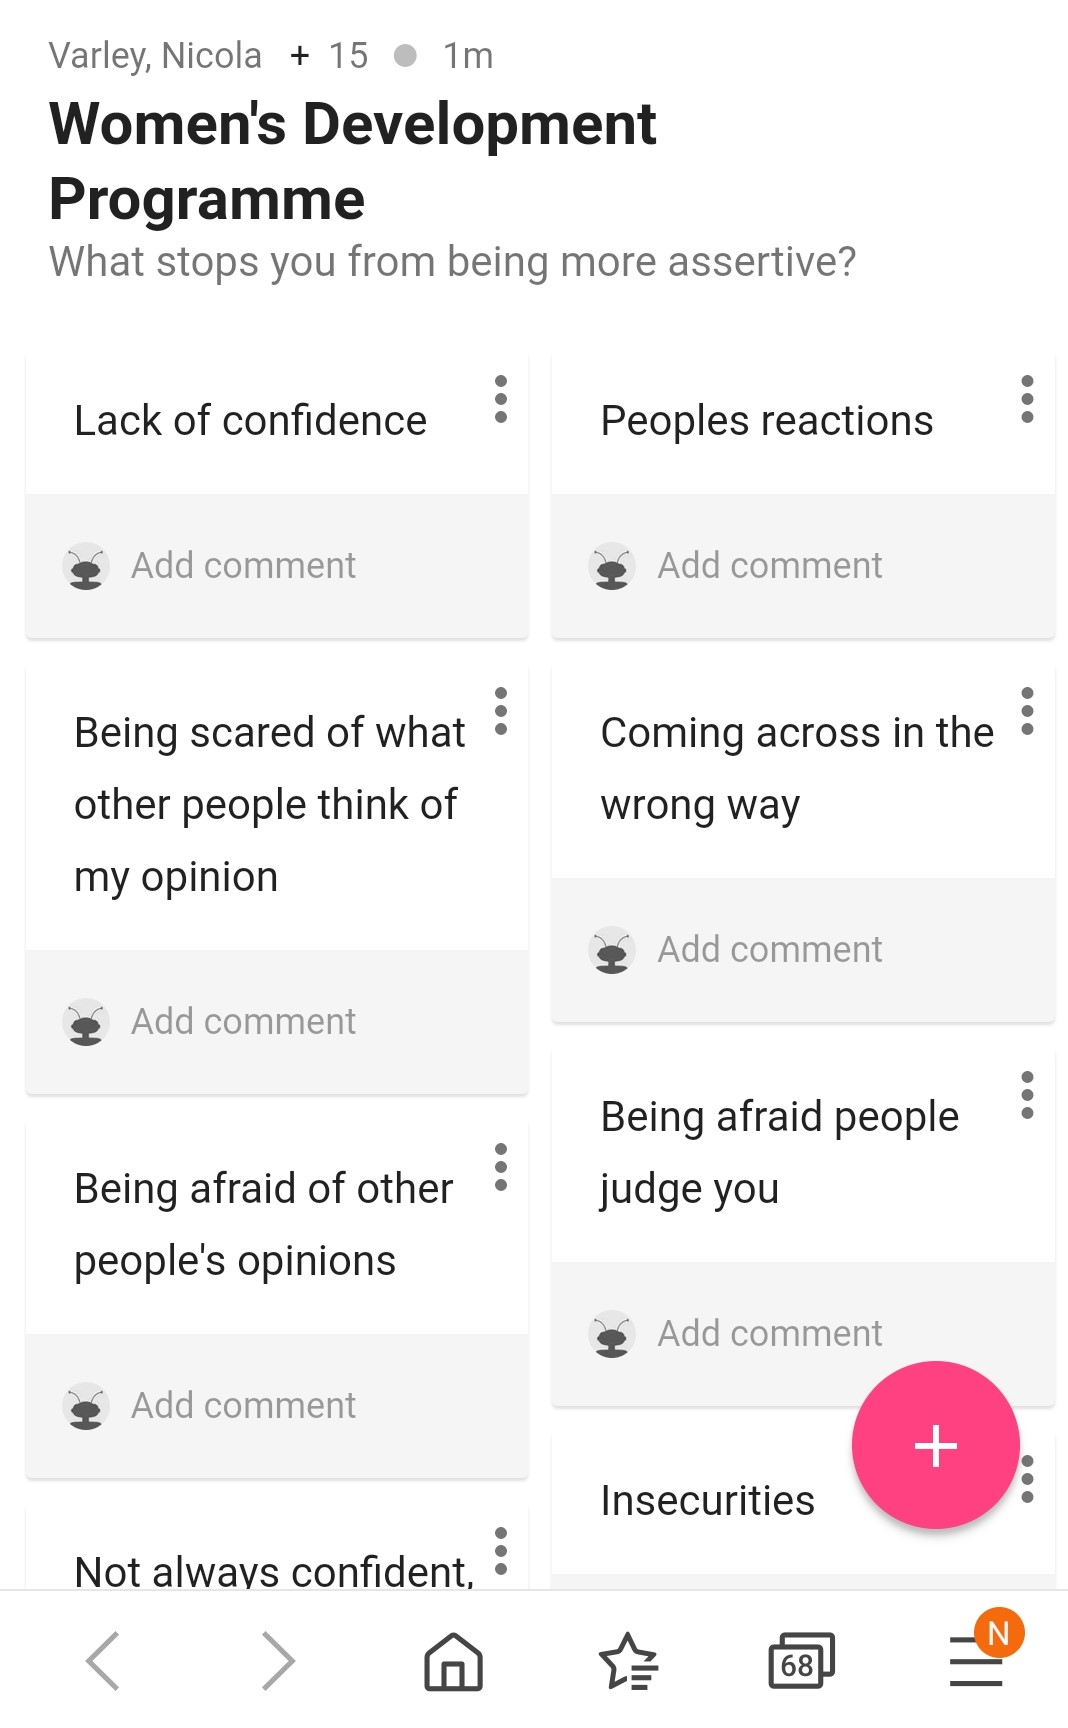 Varley, Nicola + 15 ● 1m
Women's Development
Programme
What stops you from being more assertive?
Lack of confidence
Add comment
Peoples reactions
Add comment
Being scared of what
other people think of
my opinion
Add comment
Coming across in the
wrong way
Add comment
Being afraid of other
people's opinions
Add comment
Being afraid people
judge you
Add comment
Not always confident,
Insecurities
+
68
N